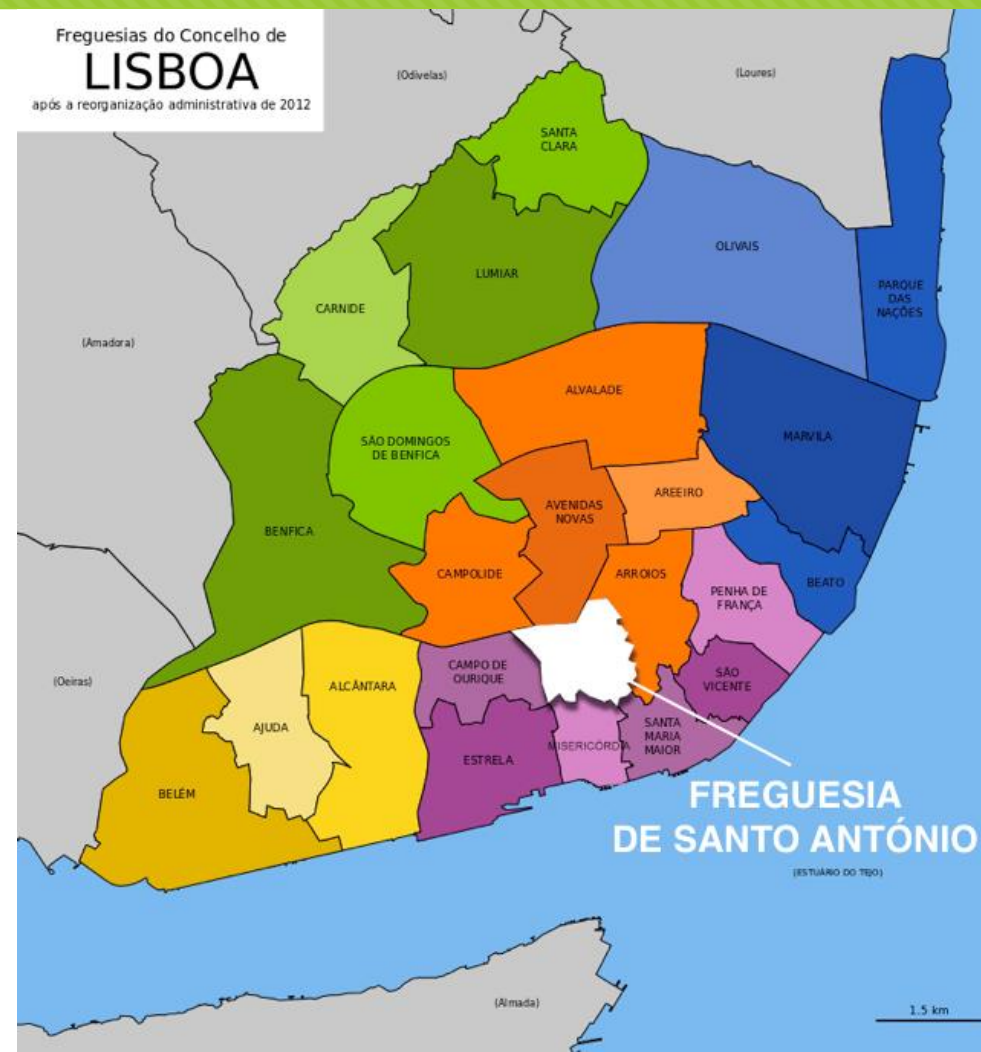 Freguesias do Concelho de
LISBOA
após a reorganização administrativa de 2012
(Odivelas)
(Loures)
SANTA
CLARA
OLIVAIS
LUMIAR
PARQUE
DAS
NAÇÕES
CARNIDE
(Amadora)
ALVALADE
MARVILA
SÃO DOMINGOS
DE BENFICA
AREEIRO
AVENIDAS
NOVAS
BENFICA
CAMPOLIDE
ARROIOS
BEATO
PENHA DE
FRANÇA
CAMPO DE
OURIQUE
SÃO
VICENTE
(Oeiras)
ALCÂNTARA
AJUDA
SANTA
MARIA
MAIOR
MISERICÓRDIA
ESTRELA
BELÉM
FREGUESIA
DE SANTO ANTÓNIO
(ESTUÁRIO DO TEJO)
(Almada)
1.5 km